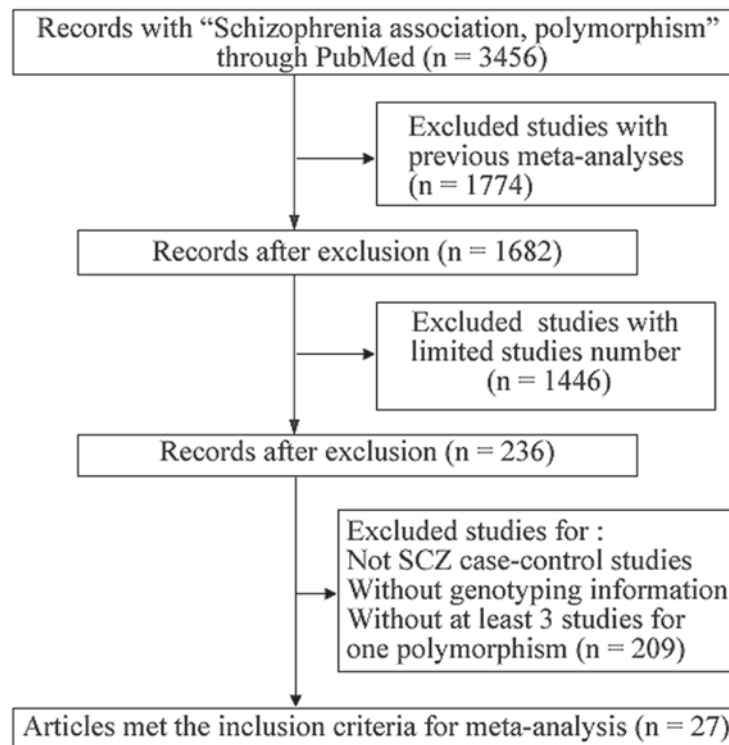 Records with “Schizophrenia association, polymorphism”
through PubMed (n = 3456)
Excluded studies with
previous meta-analyses
(n = 1774)
Records after exclusion (n = 1682)
Excluded studies with
limited studies number
(n = 1446)
Records after exclusion (n = 236)
Excluded studies for :
Not SCZ case-control studies
Without genotyping information
Without at least 3 studies for
one polymorphism (n = 209)
Articles met the inclusion criteria for meta-analysis (n = 27)